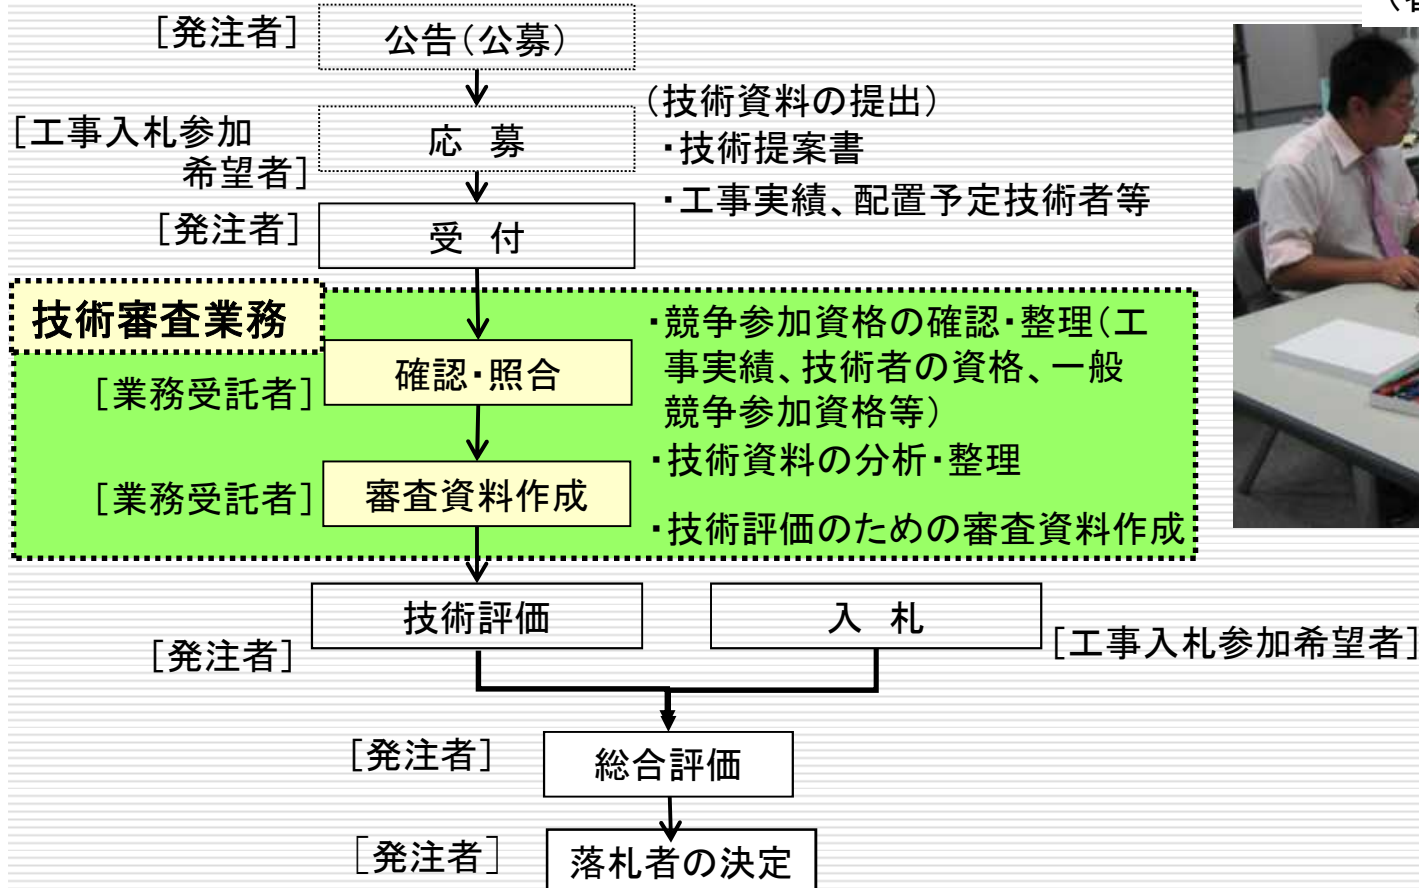 [発注者]
公告(公募)
(技術資料の提出)
[工事入札参加
希望者]
応 募
・技術提案書
・工事実績、配置予定技術者等
[発注者]
受 付
技術審査業務
[業務受託者]
確認・照合
・競争参加資格の確認・整理(工
事実績、技術者の資格、一般
競争参加資格等)
・技術資料の分析・整理
[業務受託者]
審査資料作成
・技術評価のための審査資料作成
技術評価
入 札
[発注者]
[工事入札参加希望者]
[発注者]
総合評価
[発注者]
落札者の決定